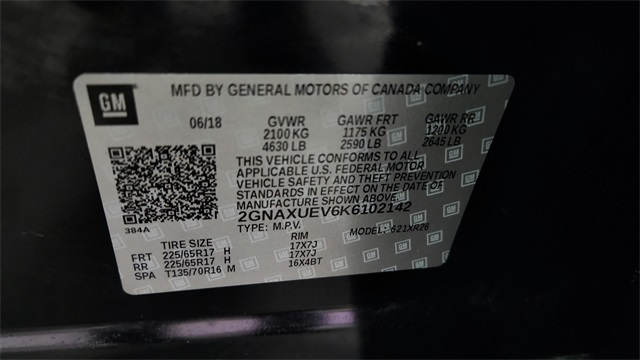 GM
MFD BY GENERAL MOTORS OF CANADA COMPANY
06/18 GVWR GAWR FRT GAWR RR
2100 KG 1175 KG 1200 KG
4630 LB 2590 LB 2645 LB
THIS VEHICLE CONFORMS TO ALL
APPLICABLE U.S. FEDERAL MOTOR
VEHICLE SAFETY AND THEFT PREVENTION
STANDARDS IN EFFECT ON THE DATE OF
MANUFACTURE SHOWN ABOVE.
2GNAXUEV6K6102142
384A
TYPE: M.P.V. MODEL: 621XR26
TIRE SIZE RIM
FRT 225/65R17 H 17X7J
RR 225/65R17 H 17X7J
SPA T135/70R16 M 16X4BT